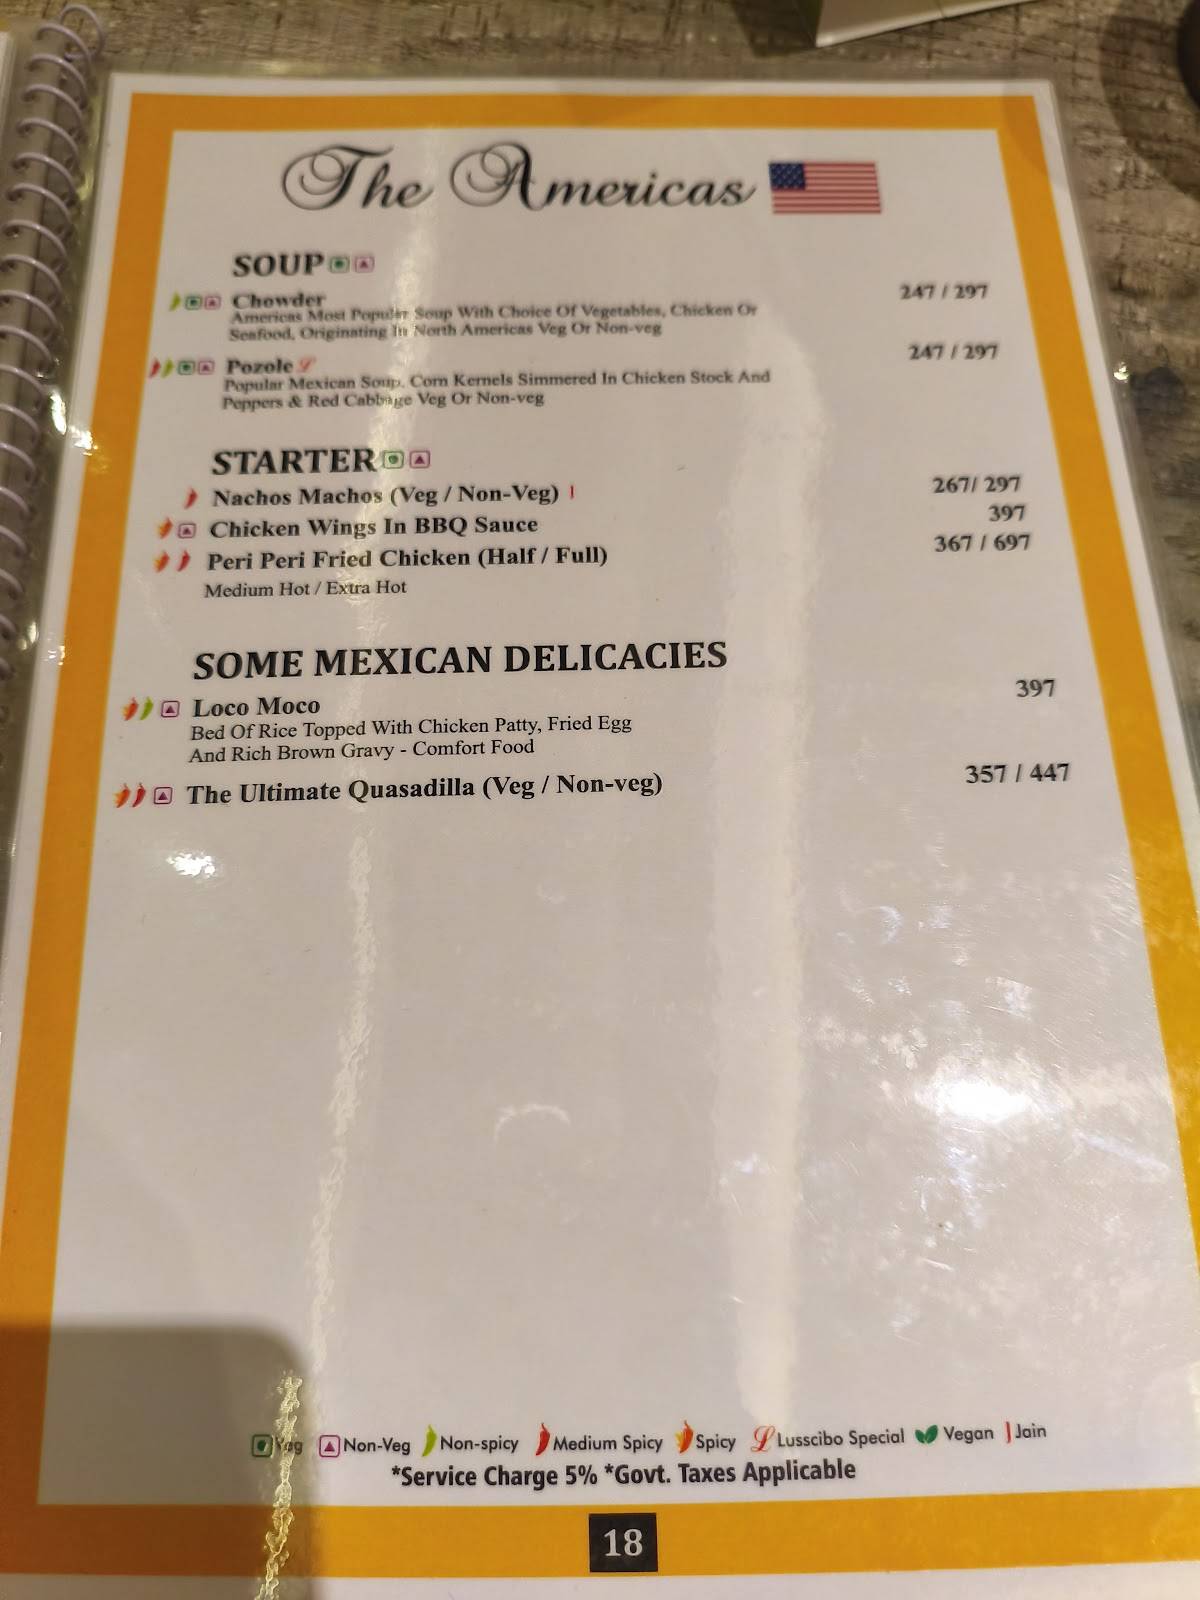 The Americas
SOUP
Chowder 247 / 297
Americas Most Popular Soup With Choice Of Vegetables, Chicken Or
Seafood, Originating In North Americas Veg Or Non-veg
Pozole 247 / 297
Popular Mexican Soup. Corn Kernels Simmered In Chicken Stock And
Peppers & Red Cabbage Veg Or Non-veg
STARTER
Nachos Machos (Veg / Non-Veg) 267/ 297
Chicken Wings In BBQ Sauce 397
Peri Peri Fried Chicken (Half / Full) 367 / 697
Medium Hot / Extra Hot
SOME MEXICAN DELICACIES
Loco Moco 397
Bed Of Rice Topped With Chicken Patty, Fried Egg
And Rich Brown Gravy - Comfort Food
The Ultimate Quasadilla (Veg / Non-veg) 357 / 447
Veg Non-Veg Non-spicy Medium Spicy Spicy Lusscibo Special Vegan Jain
*Service Charge 5% *Govt. Taxes Applicable
18